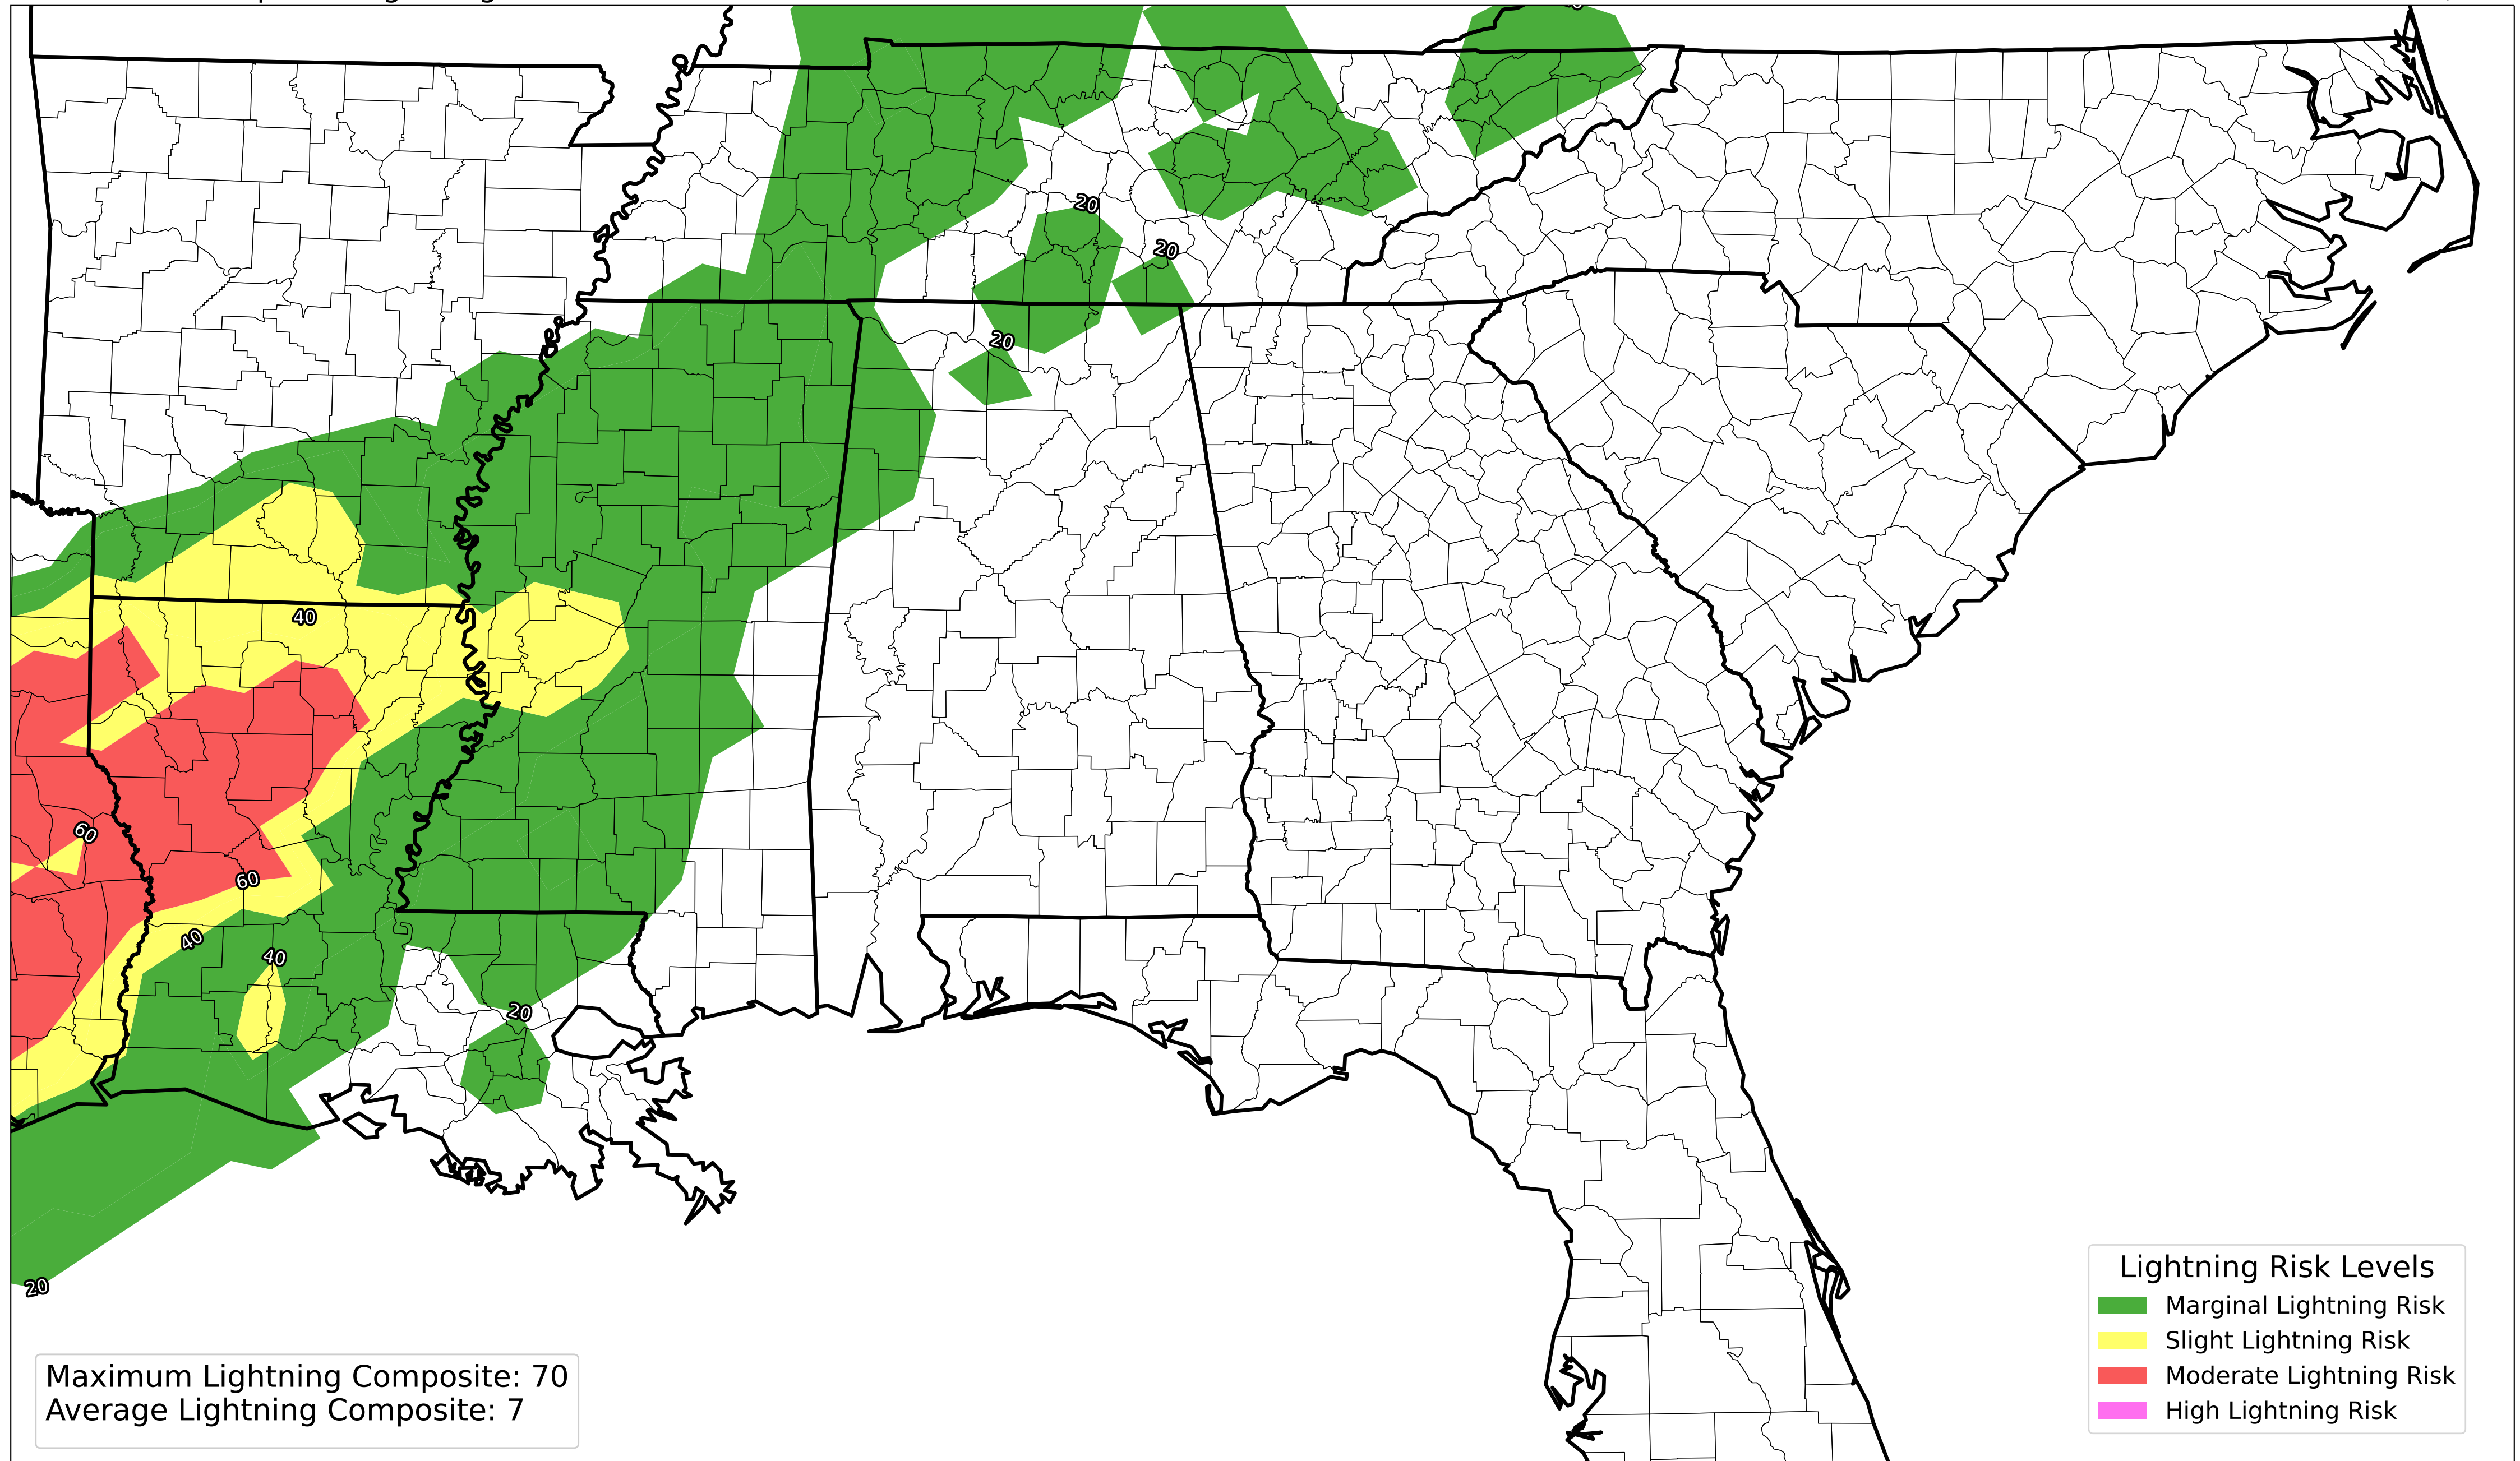 20
20
20
40
60
60
40
40
20
20
Lightning Risk Levels
Marginal Lightning Risk
Slight Lightning Risk
Moderate Lightning Risk
High Lightning Risk
Maximum Lightning Composite: 70
Average Lightning Composite: 7